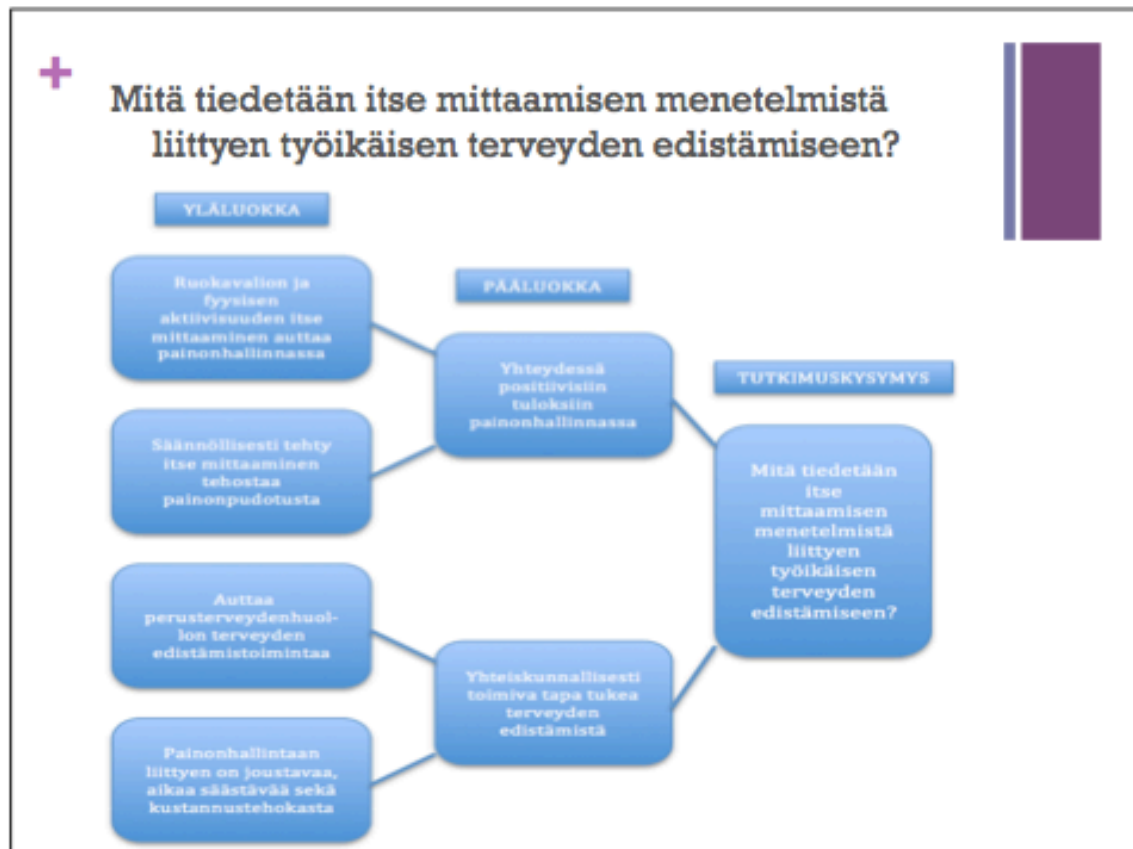 +
Mitä tiedetään itse mittaamisen menetelmistä
liittyen työikäisen terveyden edistämiseen?
YLÄLUOKKA
Ruokavalion ja
fyysisen
aktiivisuuden itse
mittaaminen auttaa
painonhallinnassa
Säännöllisesti tehty
itse mittaaminen
tehostaa
painonpudotusta
Auttaa
perusterveydenhuol-
lon terveyden
edistämistoimintaa
Painonhallintaan
liittyen on joustavaa,
aikaa säästävää sekä
kustannustehokasta
PÄÄLUOKKA
Yhteydessä
positiivisiin
tuloksiin
painonhallinnassa
Yhteiskunnallisesti
toimiva tapa tukea
terveyden
edistämistä
TUTKIMUSKYSYMYS
Mitä tiedetään
itse
mittaamisen
menetelmistä
liittyen
työikäisen
terveyden
edistämiseen?